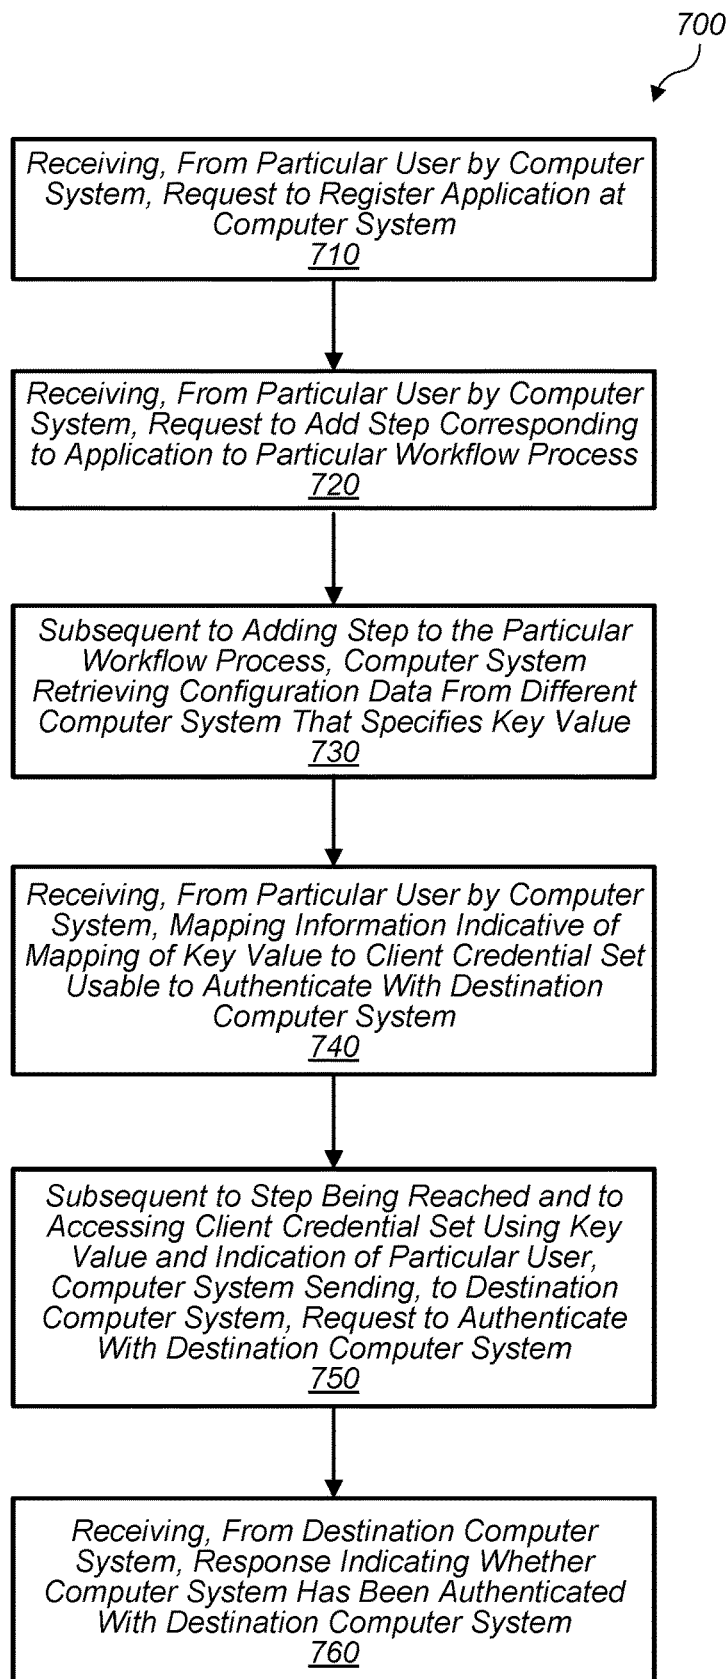 700
Receiving, From Particular User by Computer
System, Request to Register Application at
Computer System
710
Receiving, From Particular User by Computer
System, Request to Add Step Corresponding
to Application to Particular Workflow Process
720
Subsequent to Adding Step to the Particular
Workflow Process, Computer System
Retrieving Configuration Data From Different
Computer System That Specifies Key Value
730
Receiving, From Particular User by Computer
System, Mapping Information Indicative of
Mapping of Key Value to Client Credential Set
Usable to Authenticate With Destination
Computer System
740
Subsequent to Step Being Reached and to
Accessing Client Credential Set Using Key
Value and Indication of Particular User,
Computer System Sending, to Destination
Computer System, Request to Authenticate
With Destination Computer System
750
Receiving, From Destination Computer
System, Response Indicating Whether
Computer System Has Been Authenticated
With Destination Computer System
760